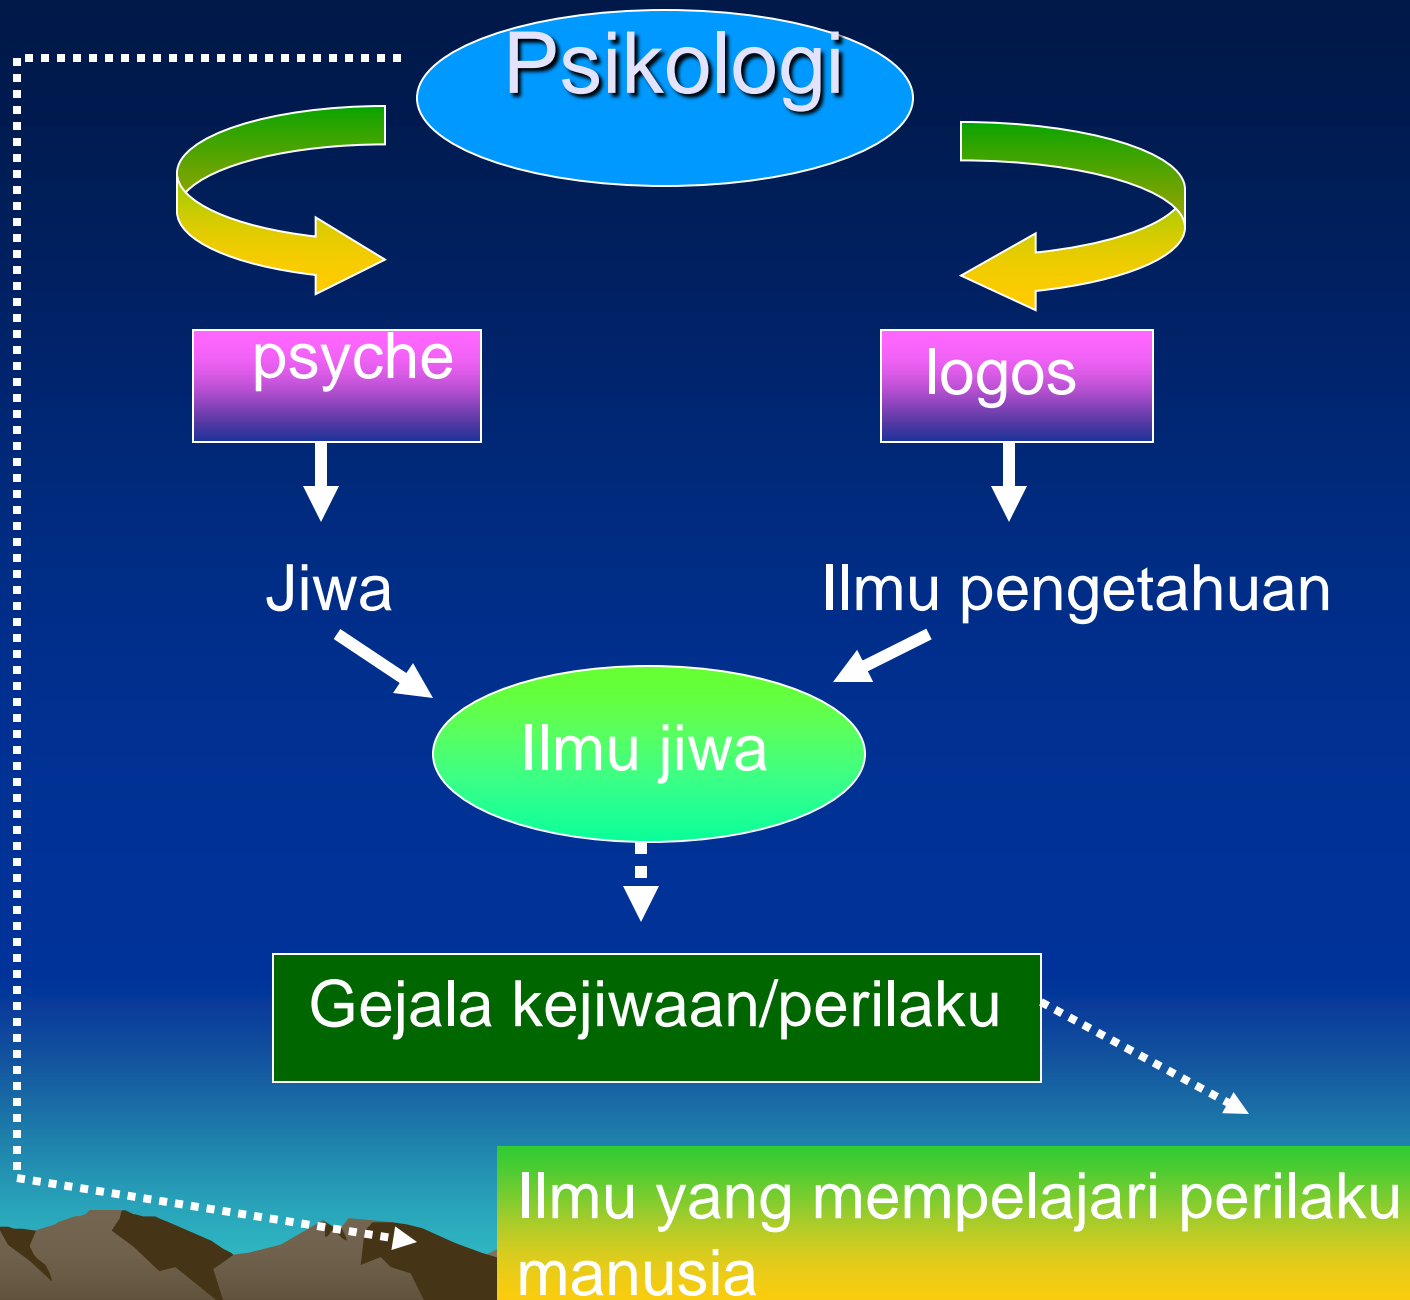 Psikologi
psyche
logos
Jiwa
Ilmu pengetahuan
Ilmu jiwa
Gejala kejiwaan/perilaku
Ilmu yang mempelajari perilaku
manusia